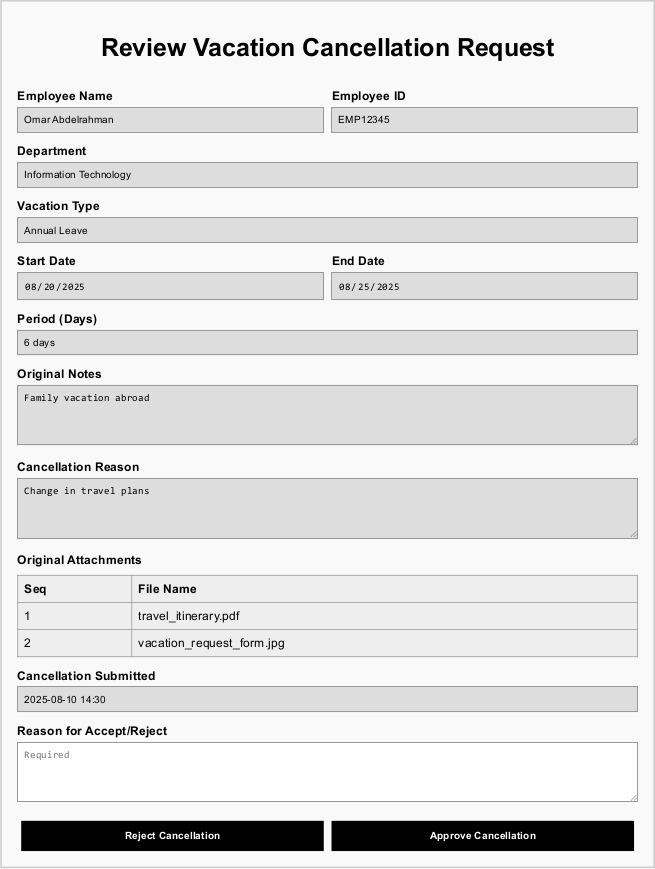 Review Vacation Cancellation Request
Employee Name Employee ID
Omar Abdelrahman EMP12345
Department
Information Technology
Vacation Type
Annual Leave
Start Date End Date
08/20/2025 08/25/2025
Period (Days)
6 days
Original Notes
Family vacation abroad
Cancellation Reason
Change in travel plans
Original Attachments
Seq File Name
1 travel_itinerary.pdf
2 vacation_request_form.jpg
Cancellation Submitted
2025-08-10 14:30
Reason for Accept/Reject
Required
Reject Cancellation Approve Cancellation